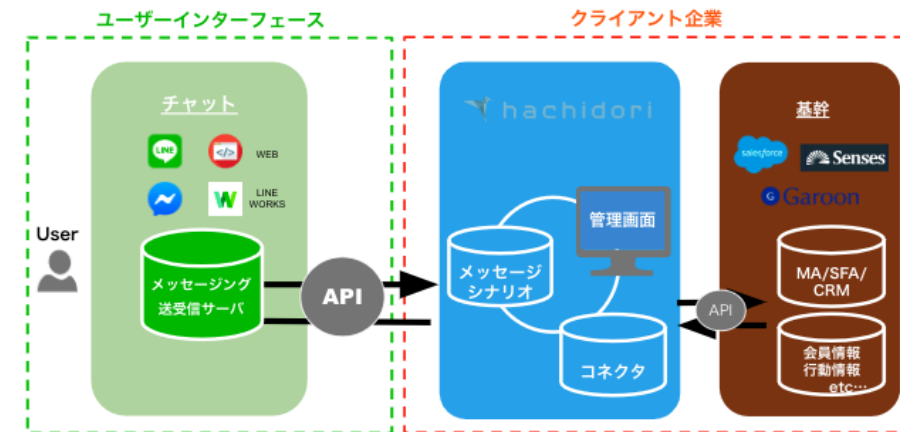 ユーザーインターフェース
クライアント企業
チャット
LINE
</>
WEB
W
LINE
WORKS
User
メッセージング
送受信サーバ
API
hachidori
管理画面
メッセージ
シナリオ
コネクタ
API
基幹
salesforce
Senses
G Garoon
MA/SFA/
CRM
会員情報
行動情報
etc…